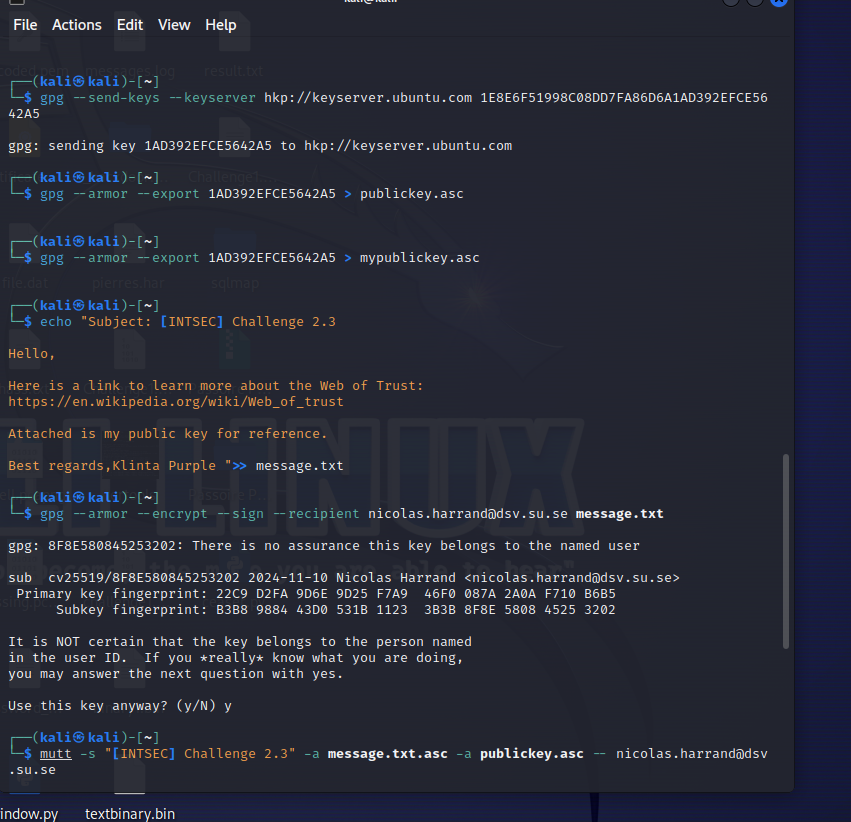 File Actions Edit View Help
┌──(kali㉿kali)-[~]
└─$ gpg --send-keys --keyserver hkp://keyserver.ubuntu.com 1E8E6F51998C08DD7FA86D6A1AD392EFCE56
42A5
gpg: sending key 1AD392EFCE5642A5 to hkp://keyserver.ubuntu.com
┌──(kali㉿kali)-[~]
└─$ gpg --armor --export 1AD392EFCE5642A5 > publickey.asc
┌──(kali㉿kali)-[~]
└─$ gpg --armor --export 1AD392EFCE5642A5 > mypublickey.asc
┌──(kali㉿kali)-[~]
└─$ echo "Subject: [INTSEC] Challenge 2.3
Hello,
Here is a link to learn more about the Web of Trust:
https://en.wikipedia.org/wiki/Web_of_trust
Attached is my public key for reference.
Best regards,Klinta Purple ">> message.txt
┌──(kali㉿kali)-[~]
└─$ gpg --armor --encrypt --sign --recipient nicolas.harrand@dsv.su.se message.txt
gpg: 8F8E580845253202: There is no assurance this key belongs to the named user
sub  cv25519/8F8E580845253202 2024-11-10 Nicolas Harrand <nicolas.harrand@dsv.su.se>
 Primary key fingerprint: 22C9 D2FA 9D6E 9D25 F7A9  46F0 087A 2A0A F710 B6B5
      Subkey fingerprint: B3B8 9884 43D0 531B 1123  3B3B 8F8E 5808 4525 3202
It is NOT certain that the key belongs to the person named
in the user ID.  If you *really* know what you are doing,
you may answer the next question with yes.
Use this key anyway? (y/N) y
┌──(kali㉿kali)-[~]
└─$ mutt -s "[INTSEC] Challenge 2.3" -a message.txt.asc -a publickey.asc -- nicolas.harrand@dsv
.su.se
indow.py textbinary.bin